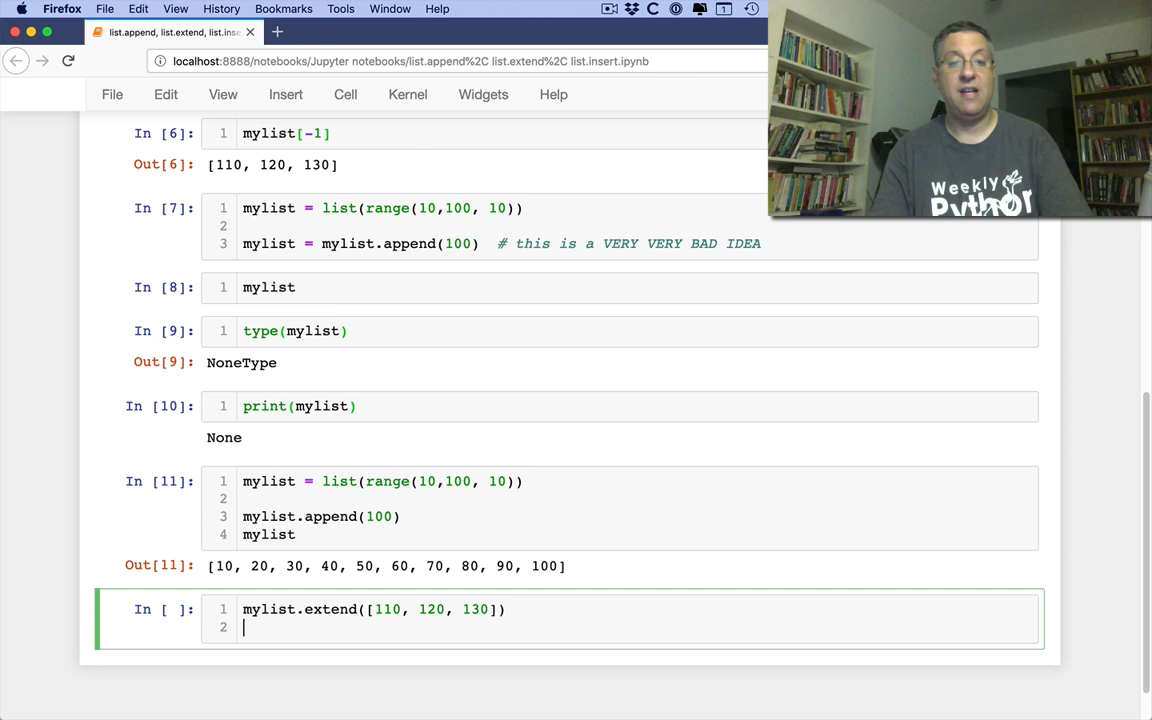 Firefox File Edit View History Bookmarks Tools Window Help
list.append, list.extend, list.inse
localhost:8888/notebooks/Jupyter notebooks/list.append%2C list.extend%2C list.insert.ipynb
File Edit View Insert Cell Kernel Widgets Help
In [6]: 1 mylist[-1]
Out[6]: [110, 120, 130]
In [7]: 1 mylist = list(range(10,100, 10))
2
3 mylist = mylist.append(100) # this is a VERY VERY BAD IDEA
In [8]: 1 mylist
In [9]: 1 type(mylist)
Out[9]: NoneType
In [10]: 1 print(mylist)
None
In [11]: 1 mylist = list(range(10,100, 10))
2
3 mylist.append(100)
4 mylist
Out[11]: [10, 20, 30, 40, 50, 60, 70, 80, 90, 100]
In [ ]: 1 mylist.extend([110, 120, 130])
2
Weekly
Python